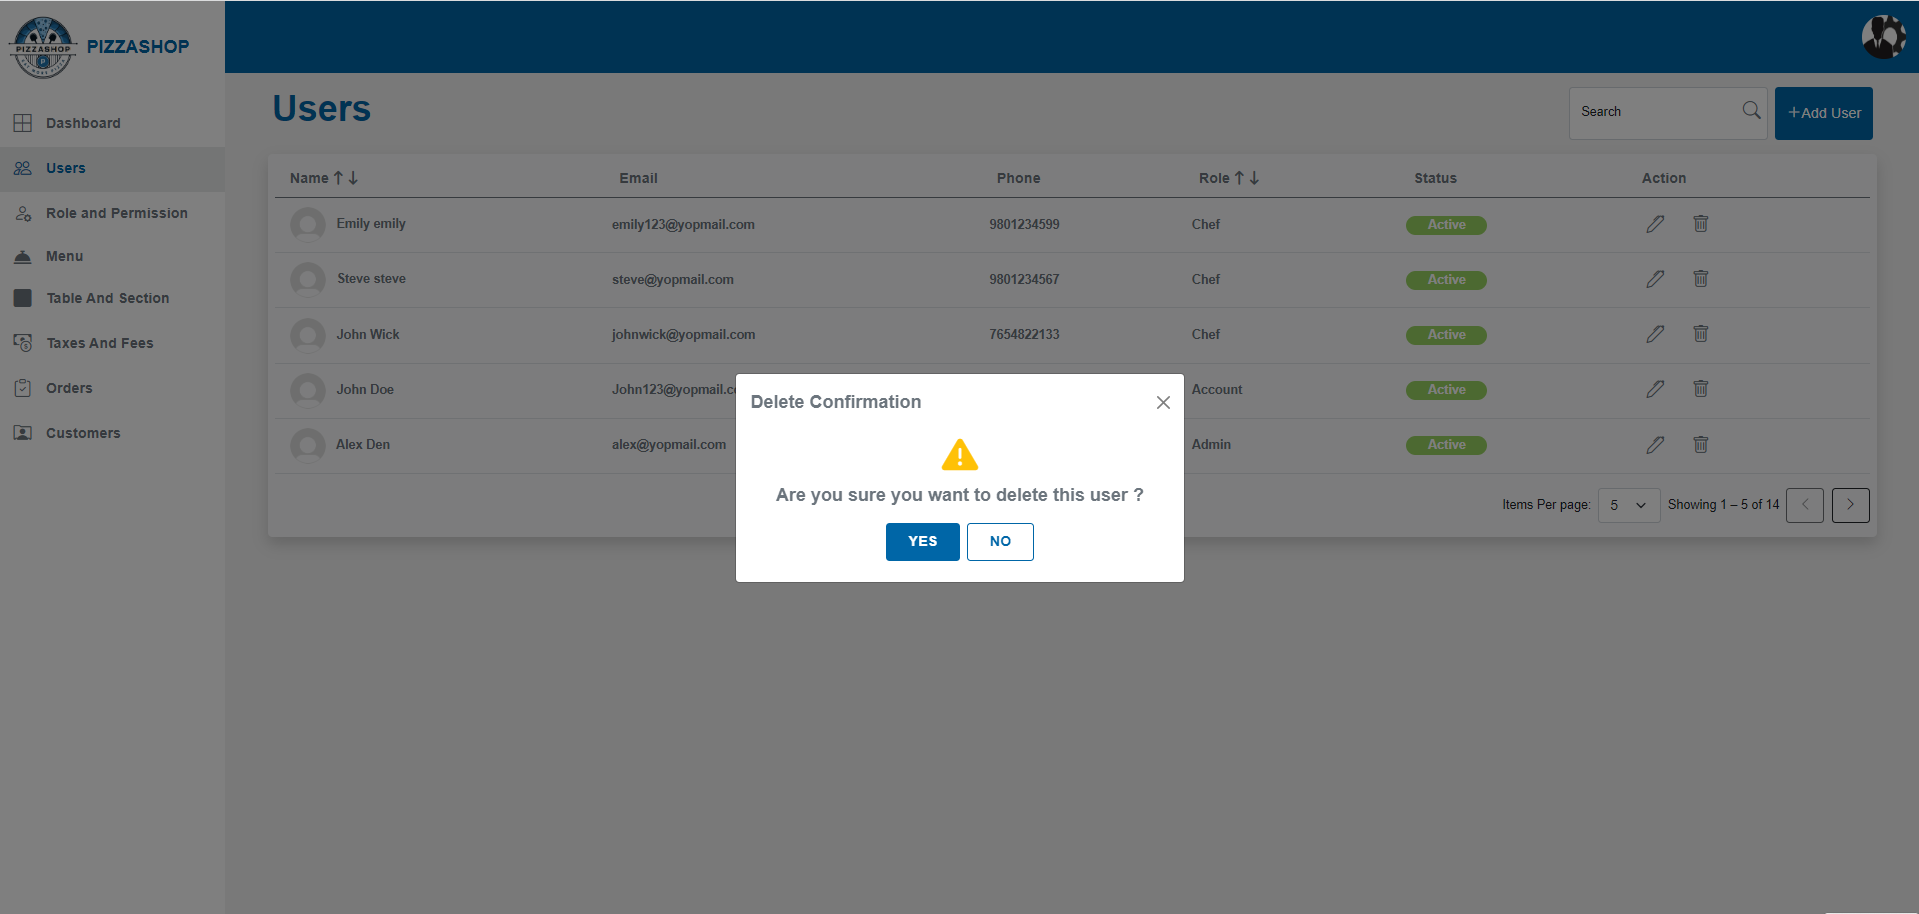 PIZZASHOP
PIZZASHOP
Dashboard
Users
Role and Permission
Menu
Table And Section
Taxes And Fees
Orders
Customers
Users
Search
+Add User
Name Email Phone Role Status Action
Emily emily emily123@yopmail.com 9801234599 Chef Active
Steve steve steve@yopmail.com 9801234567 Chef Active
John Wick johnwick@yopmail.com 7654822133 Chef Active
John Doe John123@yopmail.c Account Active
Alex Den alex@yopmail.com Admin Active
Items Per page: 5 Showing 1 – 5 of 14
Delete Confirmation
Are you sure you want to delete this user ?
YES NO